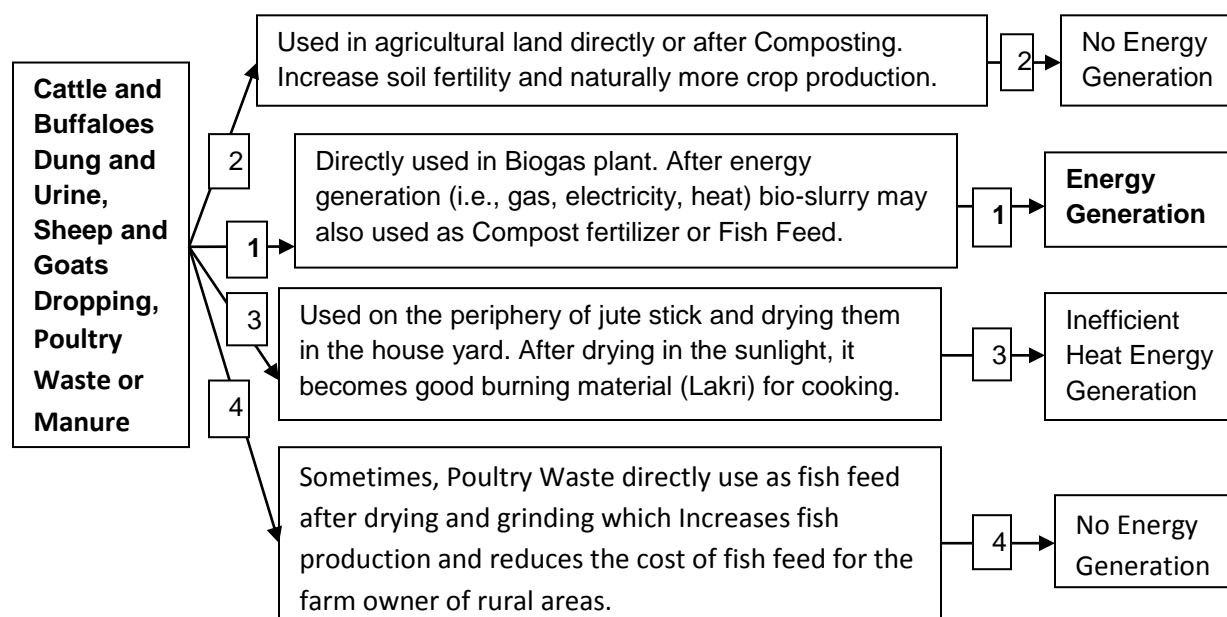 Cattle and
Buffaloes
Dung and
Urine,
Sheep and
Goats
Dropping,
Poultry
Waste or
Manure
2
Used in agricultural land directly or after Composting.
Increase soil fertility and naturally more crop production.
2
No Energy
Generation
1
Directly used in Biogas plant. After energy
generation (i.e., gas, electricity, heat) bio-slurry may
also used as Compost fertilizer or Fish Feed.
1
Energy
Generation
3
Used on the periphery of jute stick and drying them
in the house yard. After drying in the sunlight, it
becomes good burning material (Lakri) for cooking.
3
Inefficient
Heat Energy
Generation
4
Sometimes, Poultry Waste directly use as fish feed
after drying and grinding which Increases fish
production and reduces the cost of fish feed for the
farm owner of rural areas.
4
No Energy
Generation